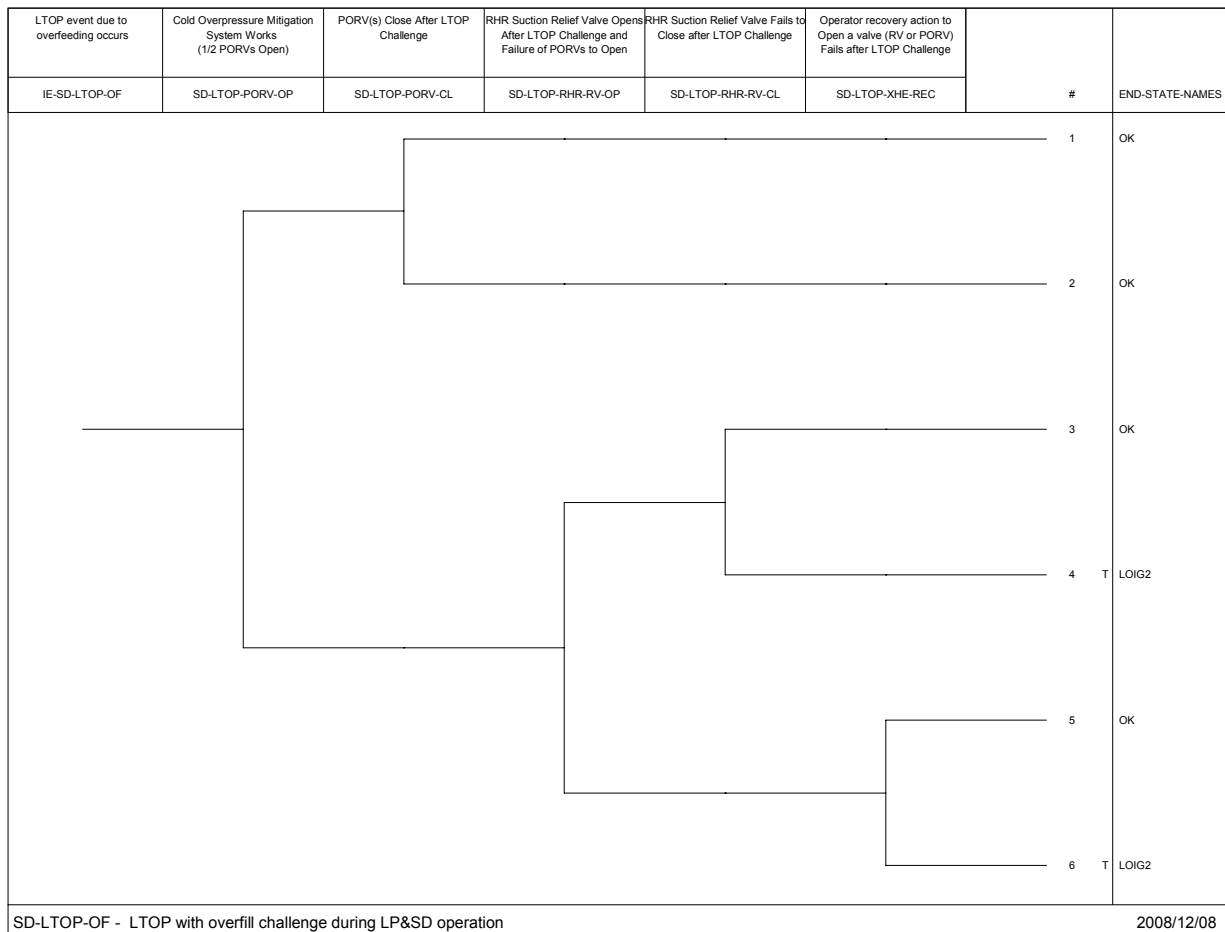 LTOP event due to
overfeeding occurs
Cold Overpressure Mitigation
System Works
(1/2 PORVs Open)
PORV(s) Close After LTOP
Challenge
RHR Suction Relief Valve Opens
After LTOP Challenge and
Failure of PORVs to Open
RHR Suction Relief Valve Fails to
Close after LTOP Challenge
Operator recovery action to
Open a valve (RV or PORV)
Fails after LTOP Challenge
IE-SD-LTOP-OF
SD-LTOP-PORV-OP
SD-LTOP-PORV-CL
SD-LTOP-RHR-RV-OP
SD-LTOP-RHR-RV-CL
SD-LTOP-XHE-REC
#
END-STATE-NAMES
1 OK
2 OK
3 OK
4 T LOIG2
5 OK
6 T LOIG2
SD-LTOP-OF - LTOP with overfill challenge during LP&SD operation
2008/12/08